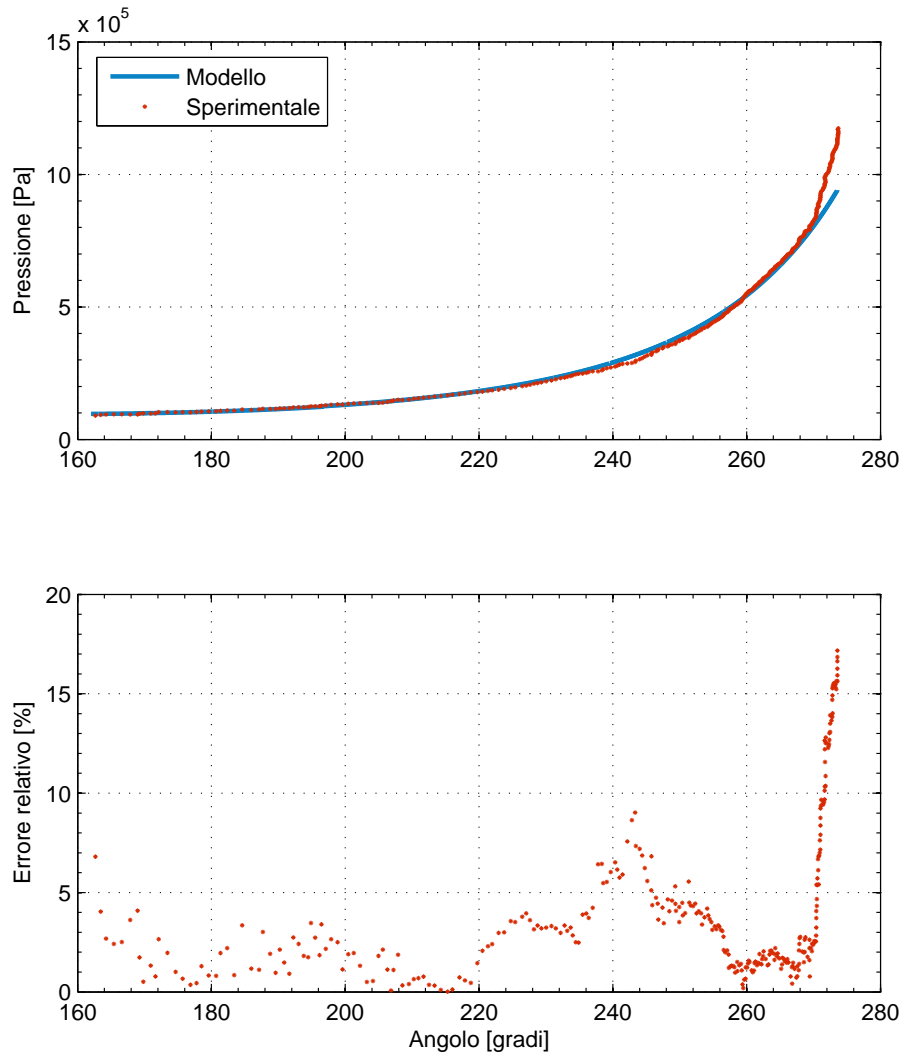 x 10^5
15
10
5
0
Pressione [Pa]
Modello
Sperimentale
160 180 200 220 240 260 280
20
15
10
5
0
Errore relativo [%]
160 180 200 220 240 260 280
Angolo [gradi]